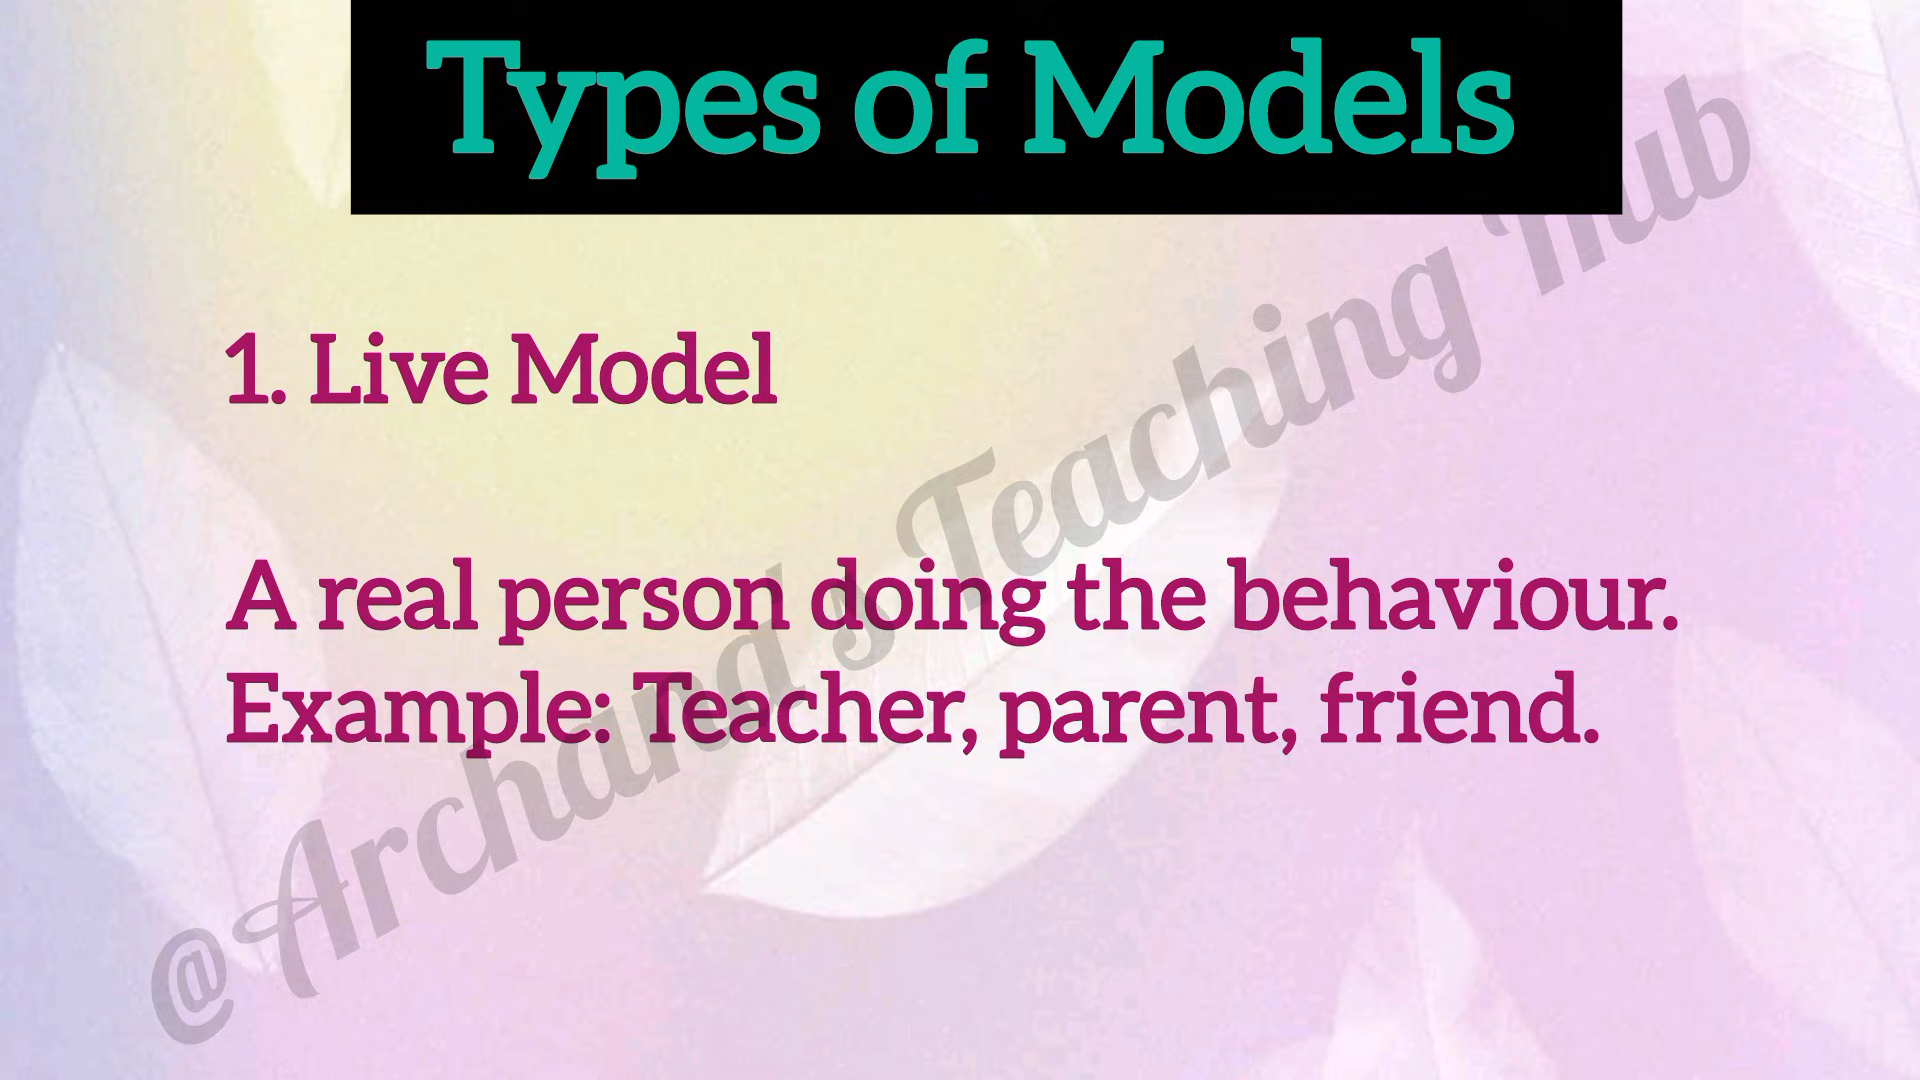 Types of Models
1. Live Model
A real person doing the behaviour.
Example: Teacher, parent, friend.
@Archana's Teaching hub